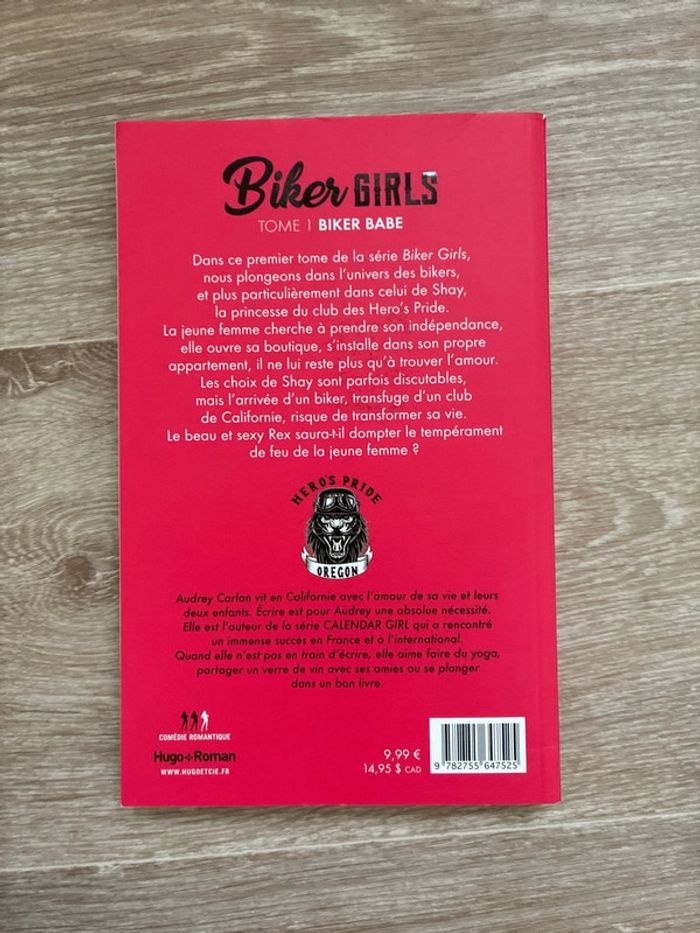 Biker GIRLS
TOME 1 BIKER BABE
Dans ce premier tome de la série Biker Girls,
nous plongeons dans l'univers des bikers,
et plus particulièrement dans celui de Shay,
la princesse du club des Hero's Pride.
La jeune femme cherche à prendre son indépendance,
elle ouvre sa boutique, s'installe dans son propre
appartement, il ne lui reste plus qu'à trouver l'amour.
Les choix de Shay sont parfois discutables,
mais l'arrivée d'un biker, transfuge d'un club
de Californie, risque de transformer sa vie.
Le beau et sexy Rex saura-t-il dompter le tempérament
de feu de la jeune femme ?
HERO'S PRIDE
OREGON
Audrey Carlan vit en Californie avec l'amour de sa vie et leurs
deux enfants. Écrire est pour Audrey une absolue nécessité.
Elle est l'auteur de la série CALENDAR GIRL qui a rencontré
un immense succès en France et à l'international.
Quand elle n'est pas en train d'écrire, elle aime faire du yoga,
partager un verre de vin avec ses amies ou se plonger
dans un bon livre.
COMÉDIE ROMANTIQUE
Hugo+Roman
WWW.HUGOETCIE.FR
9,99 €
14,95 $ CAD
9 782755 647525